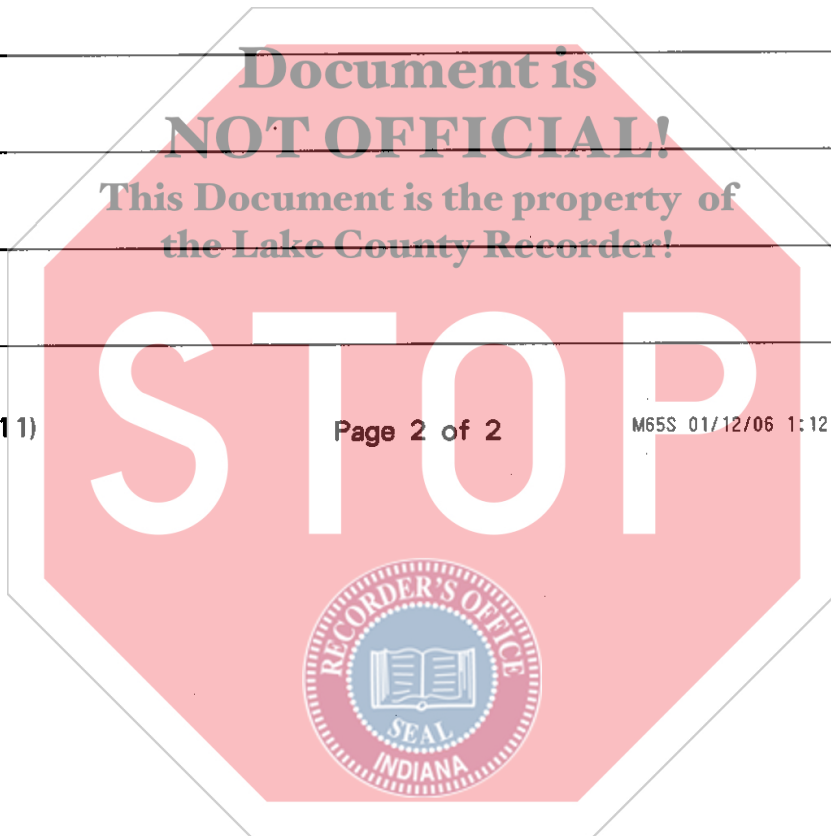 Document is
NOT OFFICIAL!
This Document is the property of
the Lake County Recorder!
STOP
11)
Page 2 of 2
M65S 01/12/06 1:12
RECORDER'S OFFICE
SEAL
INDIANA